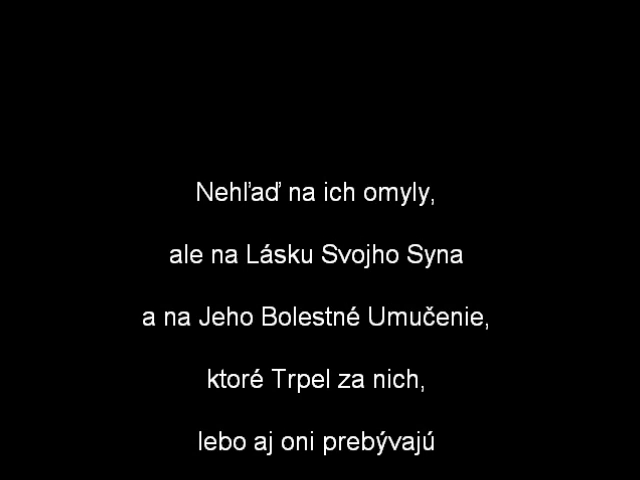 Nehľaď na ich omyly,
ale na Lásku Svojho Syna
a na Jeho Bolestné Umučenie,
ktoré Trpel za nich,
lebo aj oni prebývajú